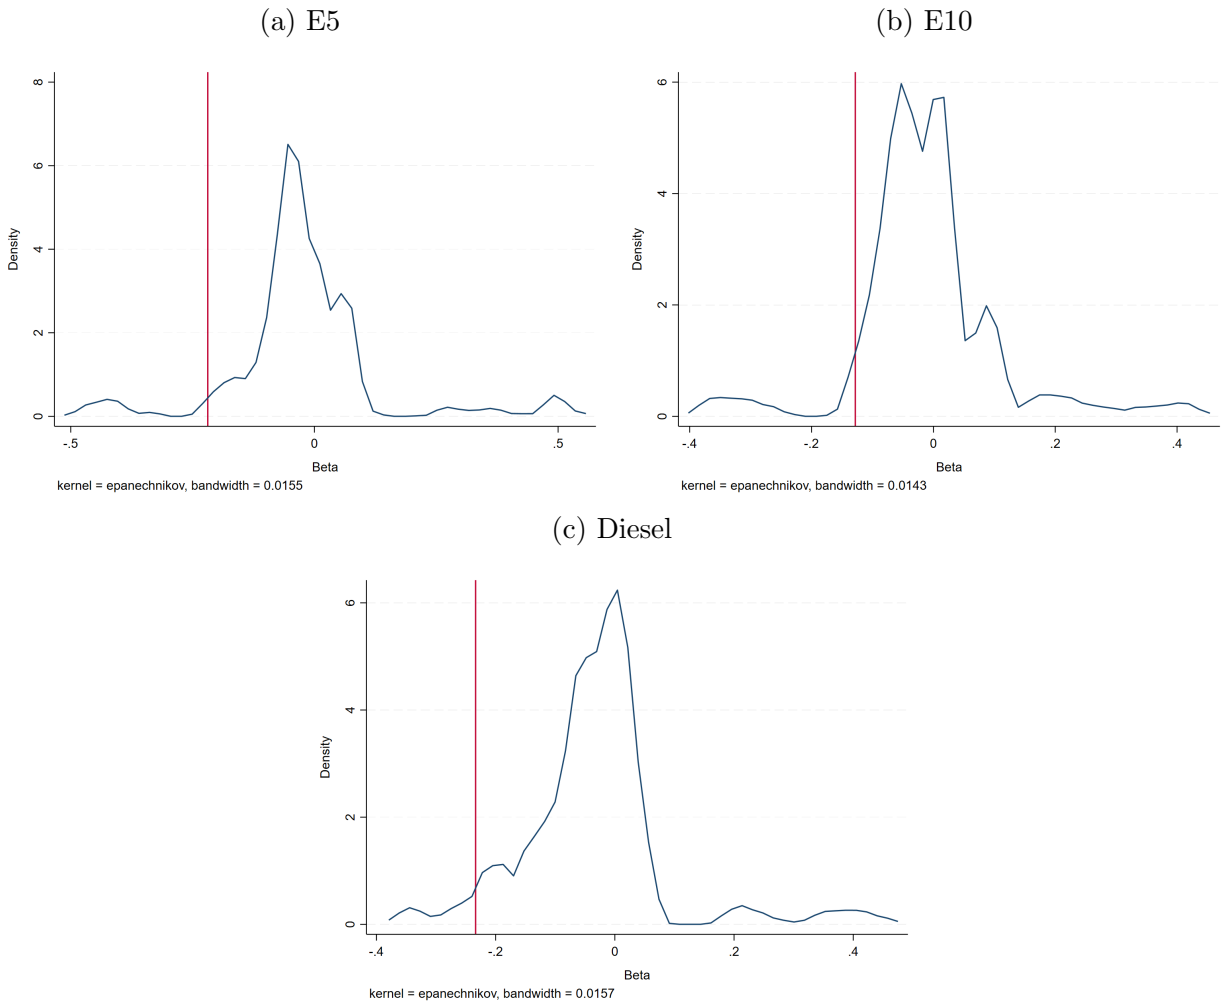 (a) E5
8
6
4
2
0
Density
-.5
0
.5
Beta
kernel = epanechnikov, bandwidth = 0.0155
(b) E10
6
4
2
0
Density
-.4
-.2
0
.2
.4
Beta
kernel = epanechnikov, bandwidth = 0.0143
(c) Diesel
6
4
2
0
Density
-.4
-.2
0
.2
.4
Beta
kernel = epanechnikov, bandwidth = 0.0157